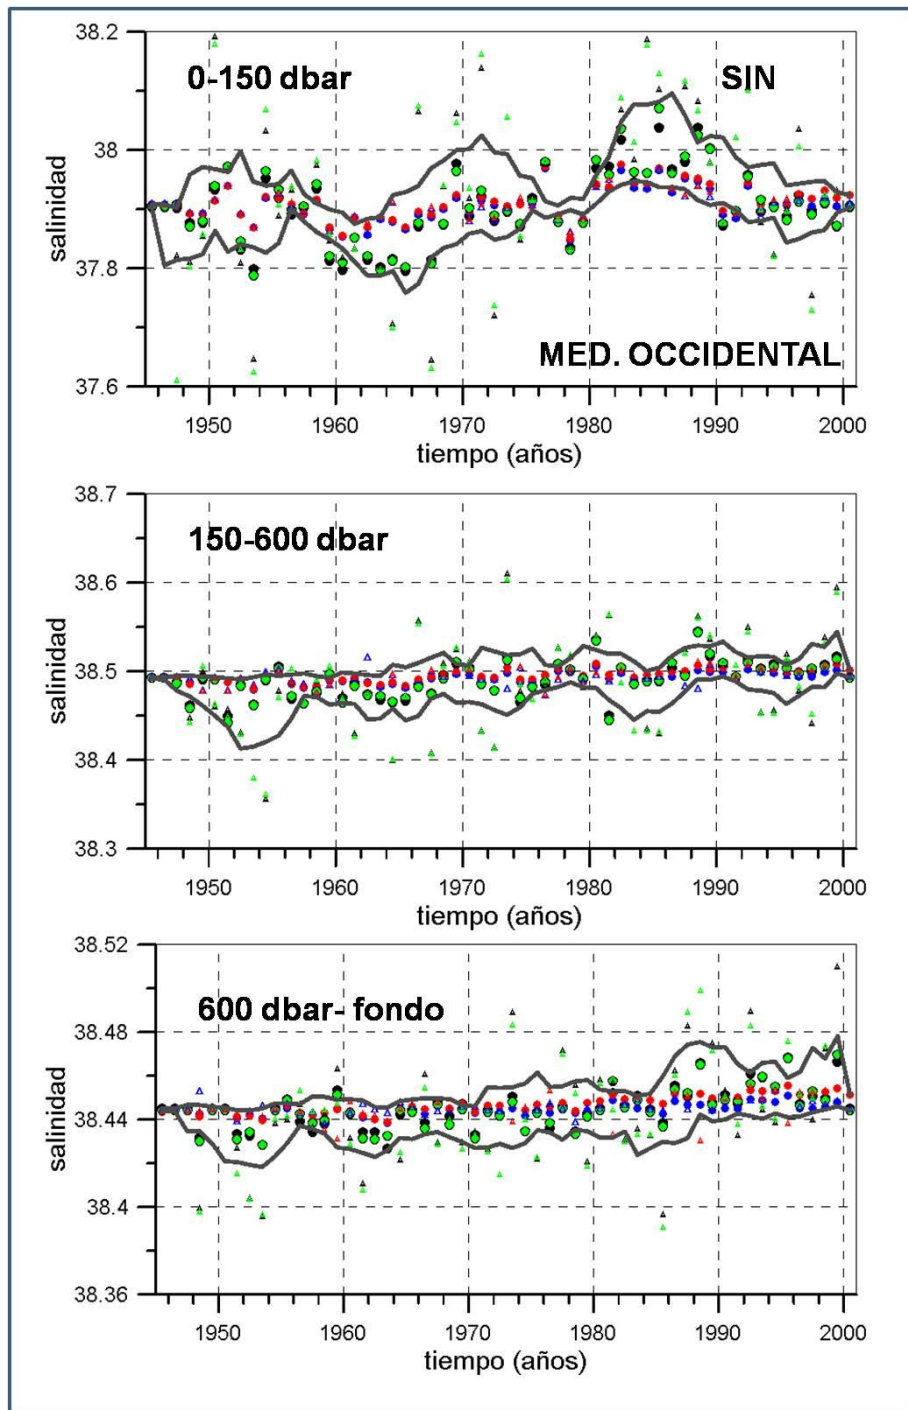 38.2
0-150 dbar
SIN
38
salinidad
37.8
MED. OCCIDENTAL
37.6
1950 1960 1970 1980 1990 2000
tiempo (años)
38.7
150-600 dbar
38.6
salinidad
38.5
38.4
38.3
1950 1960 1970 1980 1990 2000
tiempo (años)
38.52
600 dbar- fondo
38.48
salinidad
38.44
38.4
38.36
1950 1960 1970 1980 1990 2000
tiempo (años)